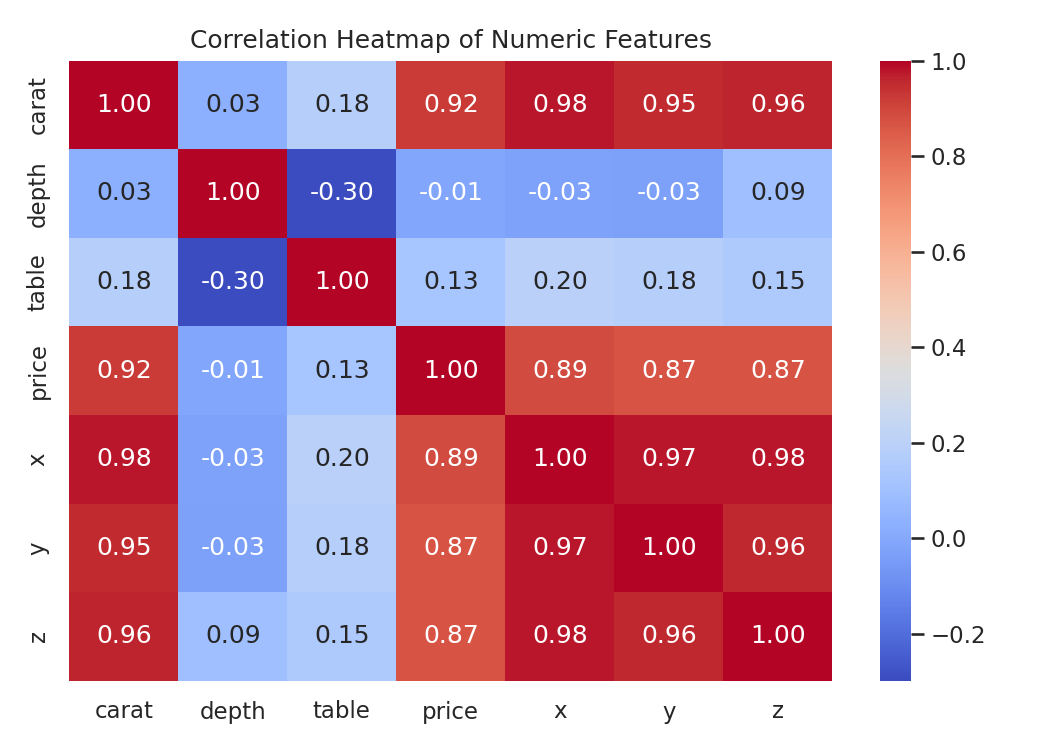 Correlation Heatmap of Numeric Features
carat 1.00 0.03 0.18 0.92 0.98 0.95 0.96
depth 0.03 1.00 -0.30 -0.01 -0.03 -0.03 0.09
table 0.18 -0.30 1.00 0.13 0.20 0.18 0.15
price 0.92 -0.01 0.13 1.00 0.89 0.87 0.87
x 0.98 -0.03 0.20 0.89 1.00 0.97 0.98
y 0.95 -0.03 0.18 0.87 0.97 1.00 0.96
z 0.96 0.09 0.15 0.87 0.98 0.96 1.00
carat depth table price x y z
1.0
0.8
0.6
0.4
0.2
0.0
−0.2